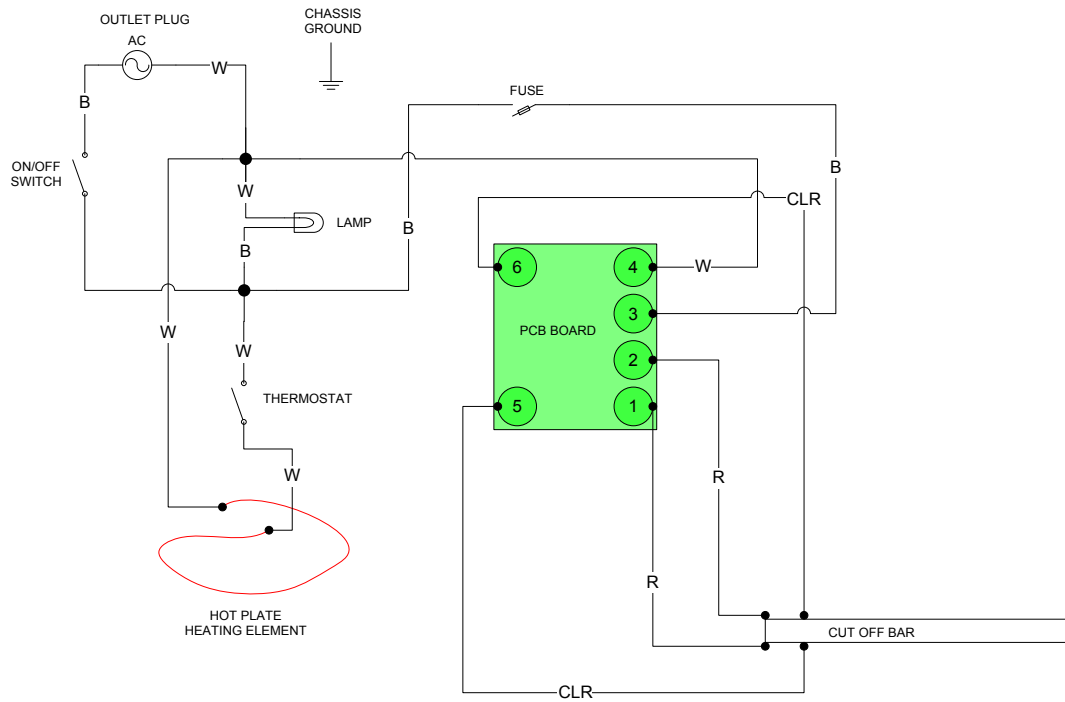 OUTLET PLUG
AC
CHASSIS
GROUND
W
B
FUSE
ON/OFF
SWITCH
W
LAMP
B
B
B
CLR
6
4
W
3
PCB BOARD
2
5
1
W
W
THERMOSTAT
W
R
R
HOT PLATE
HEATING ELEMENT
CUT OFF BAR
CLR